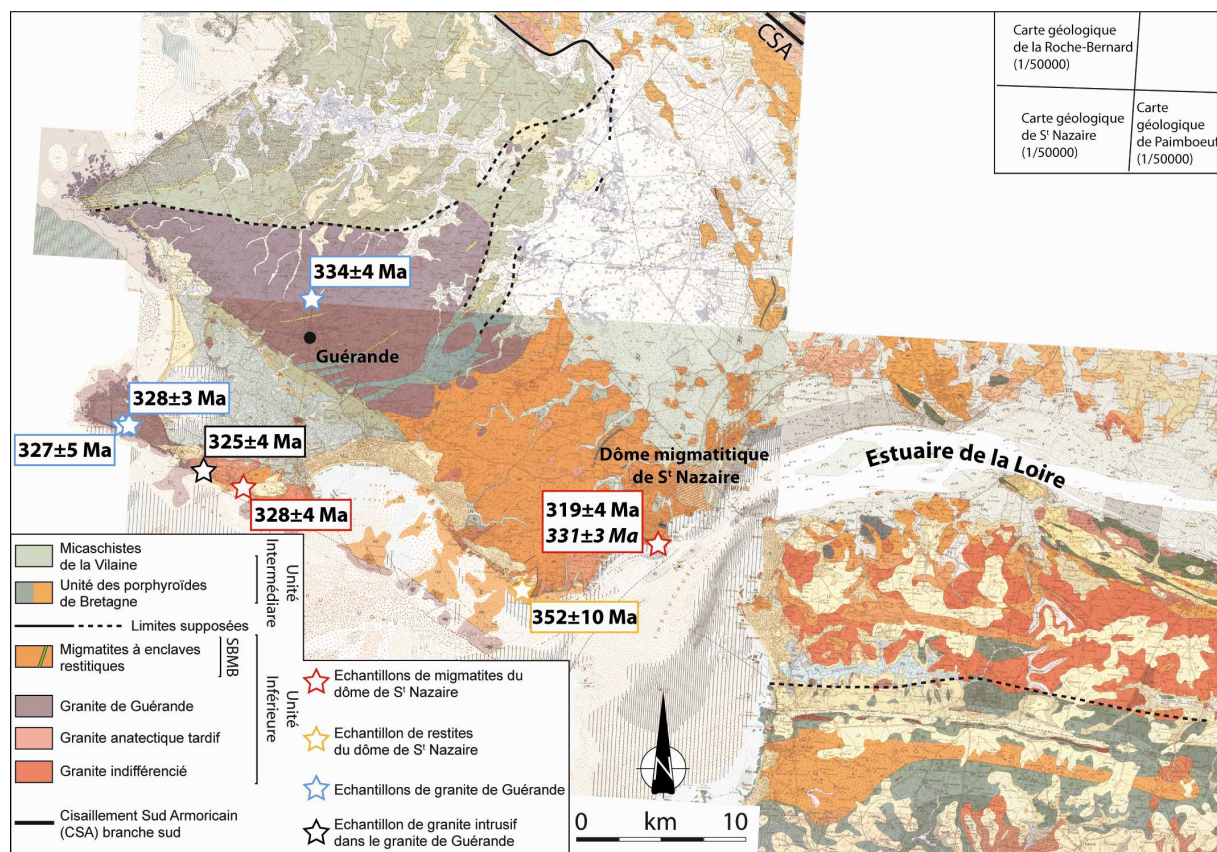 CSA
Carte géologique
de la Roche-Bernard
(1/50000)
Carte géologique
de Sᵗ Nazaire
(1/50000)
Carte
géologique
de Paimboeuf
(1/50000)
334±4 Ma
Guérande
328±3 Ma
327±5 Ma
325±4 Ma
328±4 Ma
Dôme migmatitique
de Sᵗ Nazaire
Estuaire de la Loire
319±4 Ma
331±3 Ma
352±10 Ma
Micaschistes
de la Vilaine
Unité des porphyroïdes
de Bretagne
Unité
Intermédiare
Limites supposées
Migmatites à enclaves
restitiques
SBMB
Granite de Guérande
Granite anatectique tardif
Granite indifférencié
Unité
Inférieure
Cisaillement Sud Armoricain
(CSA) branche sud
Echantillons de migmatites du
dôme de Sᵗ Nazaire
Echantillon de restites
du dôme de Sᵗ Nazaire
Echantillons de granite de Guérande
Echantillon de granite intrusif
dans le granite de Guérande
N
0 km 10